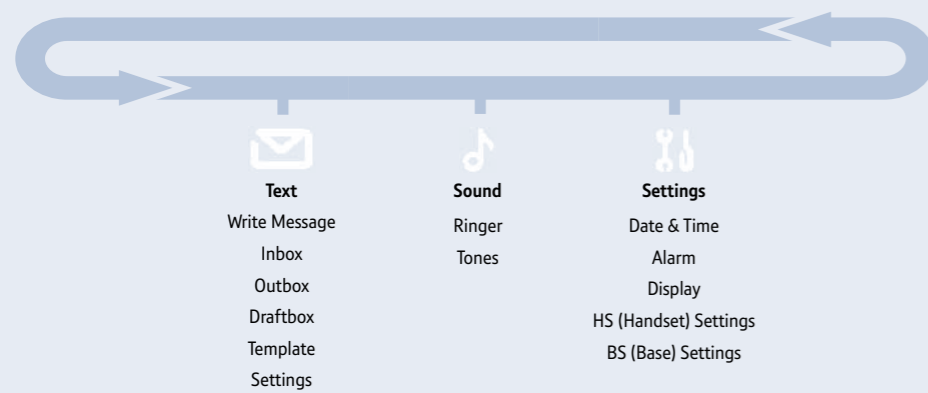 Text
Write Message
Inbox
Outbox
Draftbox
Template
Settings
Sound
Ringer
Tones
Settings
Date & Time
Alarm
Display
HS (Handset) Settings
BS (Base) Settings